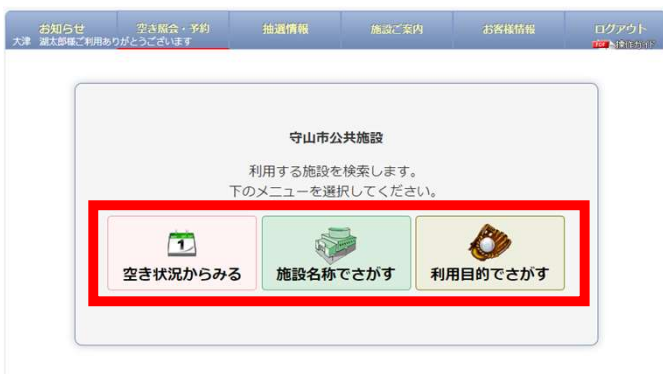 お知らせ 空き照会・予約 抽選情報 施設ご案内 お客様情報 ログアウト
大津 湖太郎様ご利用ありがとうございます
PDF 操作ガイド
守山市公共施設
利用する施設を検索します。
下のメニューを選択してください。
1
空き状況からみる 施設名称でさがす 利用目的でさがす